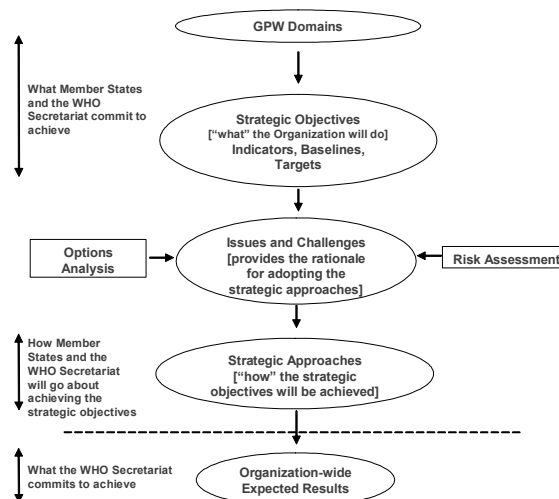 GPW Domains
What Member States
and the WHO
Secretariat commit to
achieve
Strategic Objectives
[“what” the Organization will do]
Indicators, Baselines,
Targets
Issues and Challenges
[provides the rationale
for adopting the
strategic approaches]
Options
Analysis
Risk Assessment
How Member
States and the
WHO Secretariat
will go about
achieving the
strategic objectives
Strategic Approaches
[“how” the strategic
objectives will be achieved]
What the WHO Secretariat
commits to achieve
Organization-wide
Expected Results